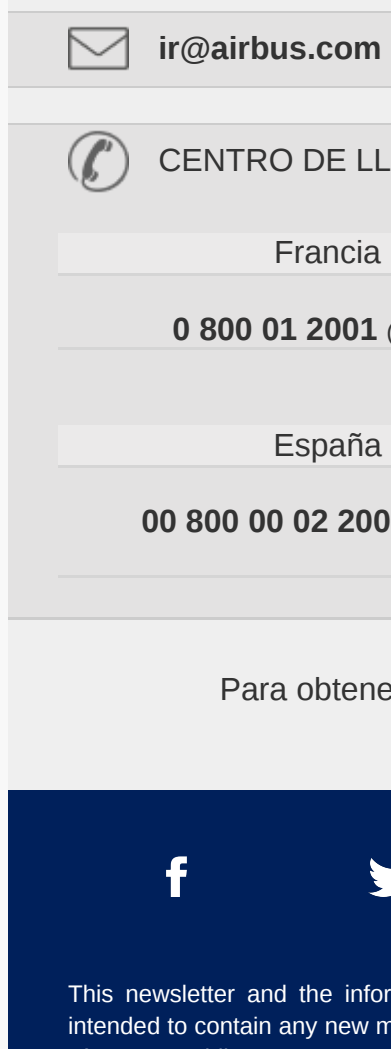 ir@airbus.com
CENTRO DE LL
Francia
0 800 01 2001
España
00 800 00 02 200
Para obtene
This newsletter and the infor
intended to contain any new m